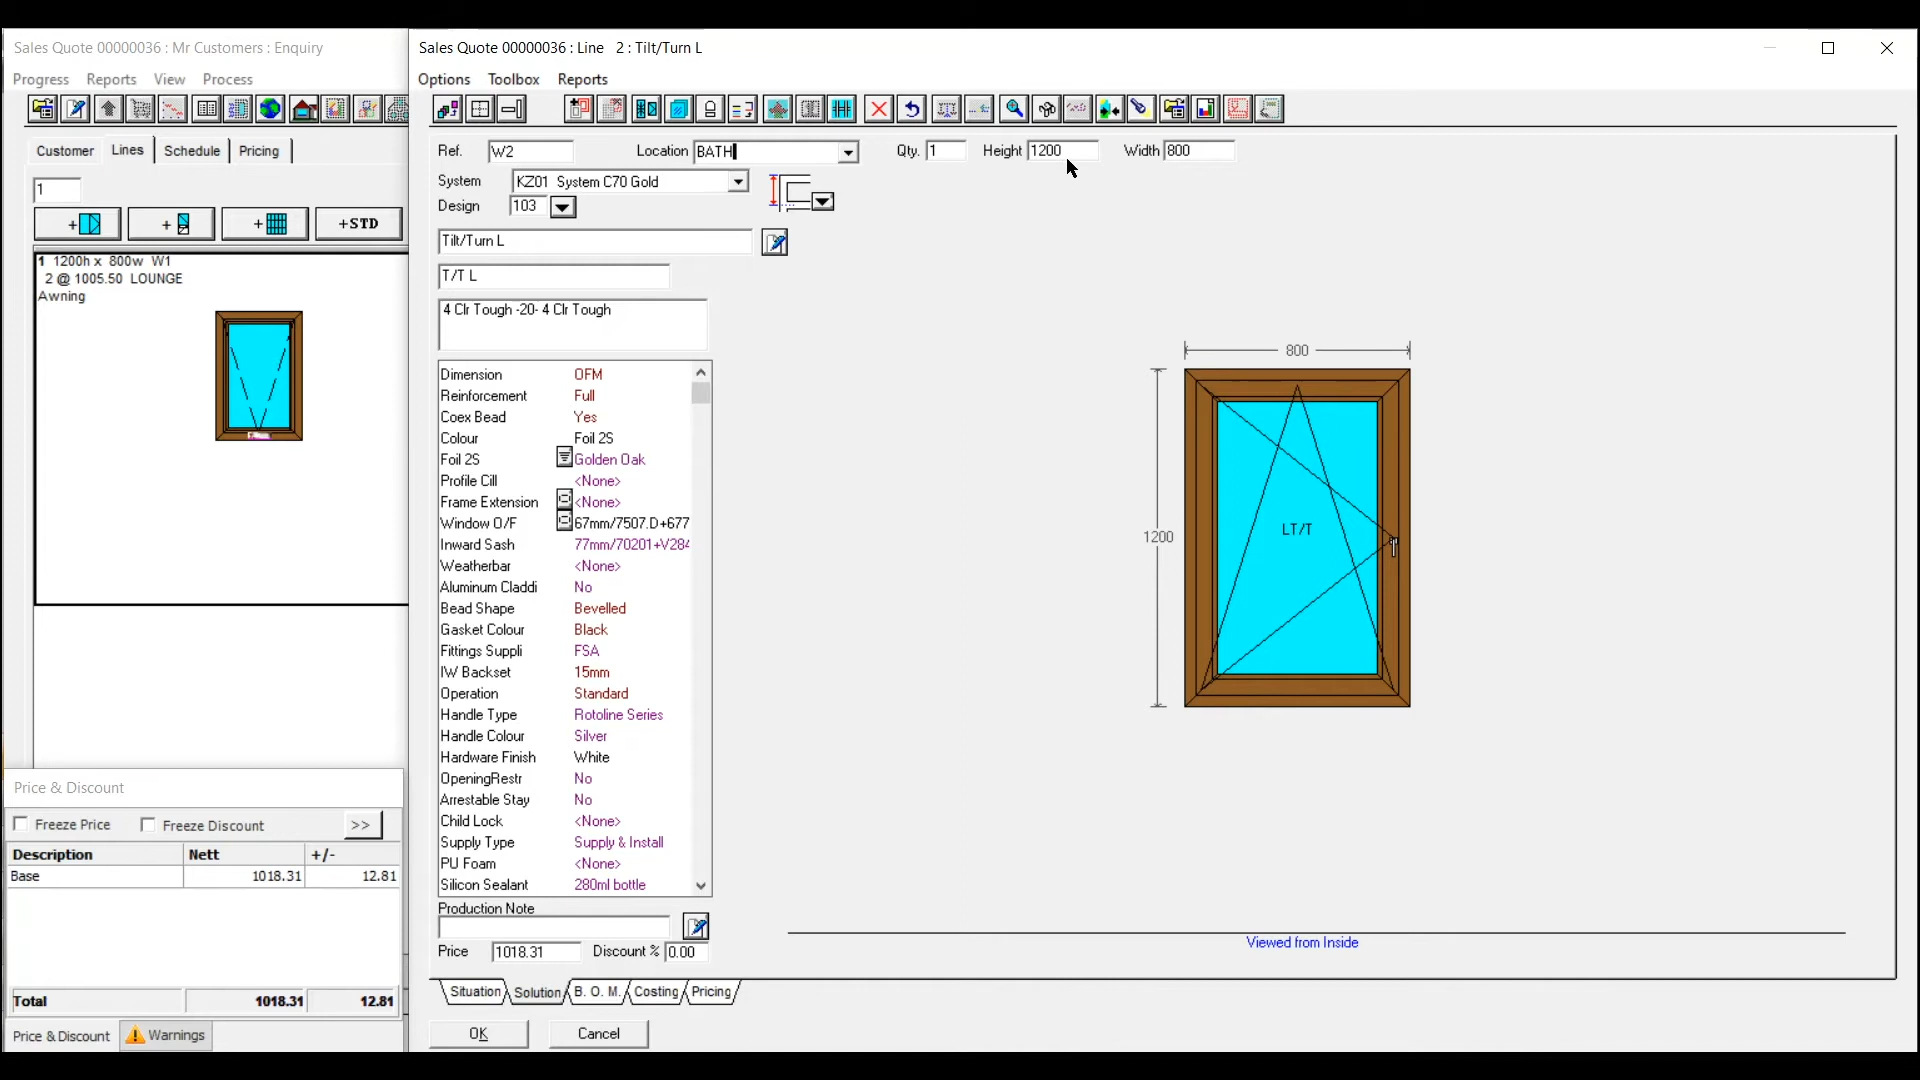 Sales Quote 00000036 : Mr Customers : Enquiry
Progress Reports View Process
Customer Lines Schedule Pricing
1
+ + + +STD
1 1200h x 800w W1
2 @ 1005.50 LOUNGE
Awning
Price & Discount
Freeze Price Freeze Discount >>
Description Nett +/-
Base 1018.31 12.81
Total 1018.31 12.81
Price & Discount Warnings
Sales Quote 00000036 : Line 2 : Tilt/Turn L
Options Toolbox Reports
Ref. W2 Location BATH Qty. 1 Height 1200 Width 800
System KZ01 System C70 Gold
Design 103
Tilt/Turn L
T/T L
4 Clr Tough -20- 4 Clr Tough
Dimension OFM
Reinforcement Full
Coex Bead Yes
Colour Foil 2S
Foil 2S Golden Oak
Profile Cill <None>
Frame Extension <None>
Window O/F 67mm/7507.D+677
Inward Sash 77mm/70201+V284
Weatherbar <None>
Aluminum Claddi No
Bead Shape Bevelled
Gasket Colour Black
Fittings Suppli FSA
IW Backset 15mm
Operation Standard
Handle Type Rotoline Series
Handle Colour Silver
Hardware Finish White
OpeningRestr No
Arrestable Stay No
Child Lock <None>
Supply Type Supply & Install
PU Foam <None>
Silicon Sealant 280ml bottle
Production Note
Price 1018.31 Discount % 0.00
800
1200
LT/T
Viewed from Inside
Situation Solution B. O. M. Costing Pricing
OK Cancel